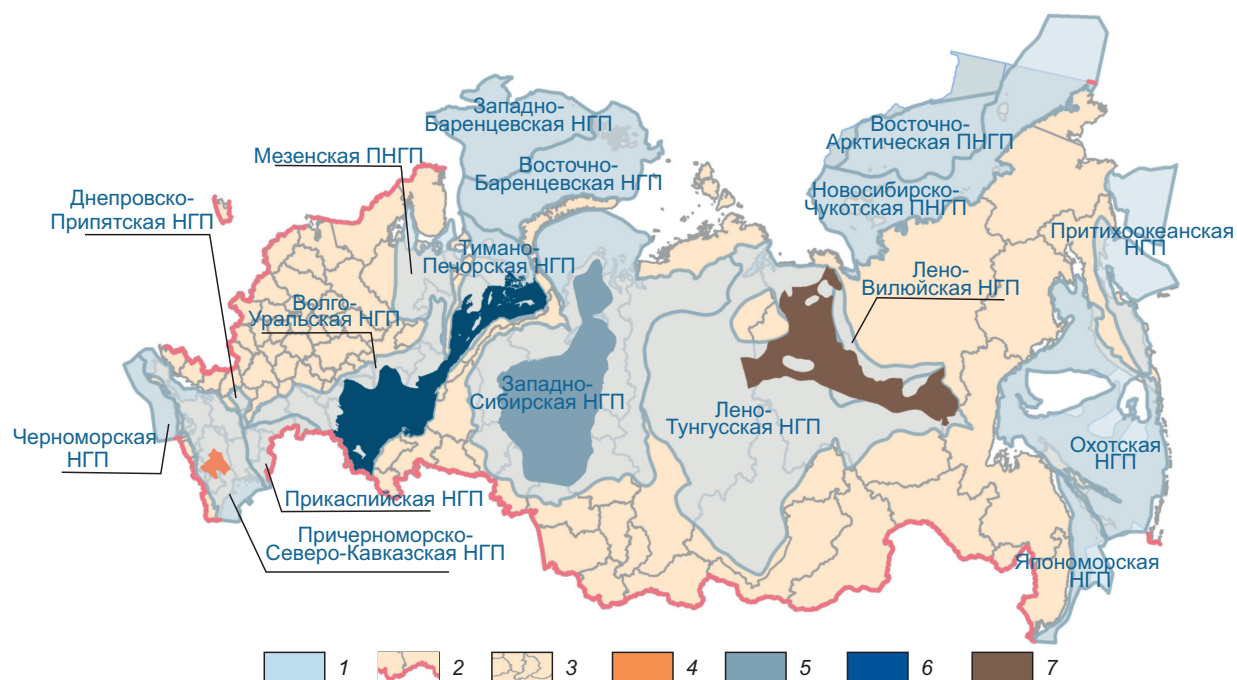 Западно-
Баренцевская НГП
Восточно-
Арктическая ПНГП
Мезенская ПНГП
Восточно-
Баренцевская НГП
Днепровско-
Припятская НГП
Новосибирско-
Чукотская ПНГП
Притихоокеанская
НГП
Тимано-
Печорская НГП
Лено-
Вилюйская НГП
Волго-
Уральская НГП
Западно-
Сибирская НГП
Лено-
Тунгусская НГП
Черноморская
НГП
Охотская
НГП
Прикаспийская НГП
Причерноморско-
Северо-Кавказская НГП
Япономорская
НГП
1 2 3 4 5 6 7